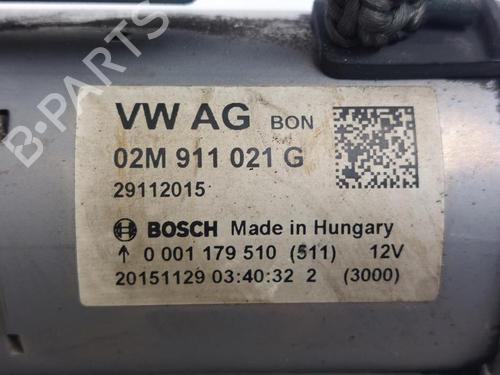 VW AG BON
02M 911 021 G
29112015
BOSCH Made in Hungary
↑ 0 001 179 510 (511) 12V
20151129 03:40:32 2 (3000)